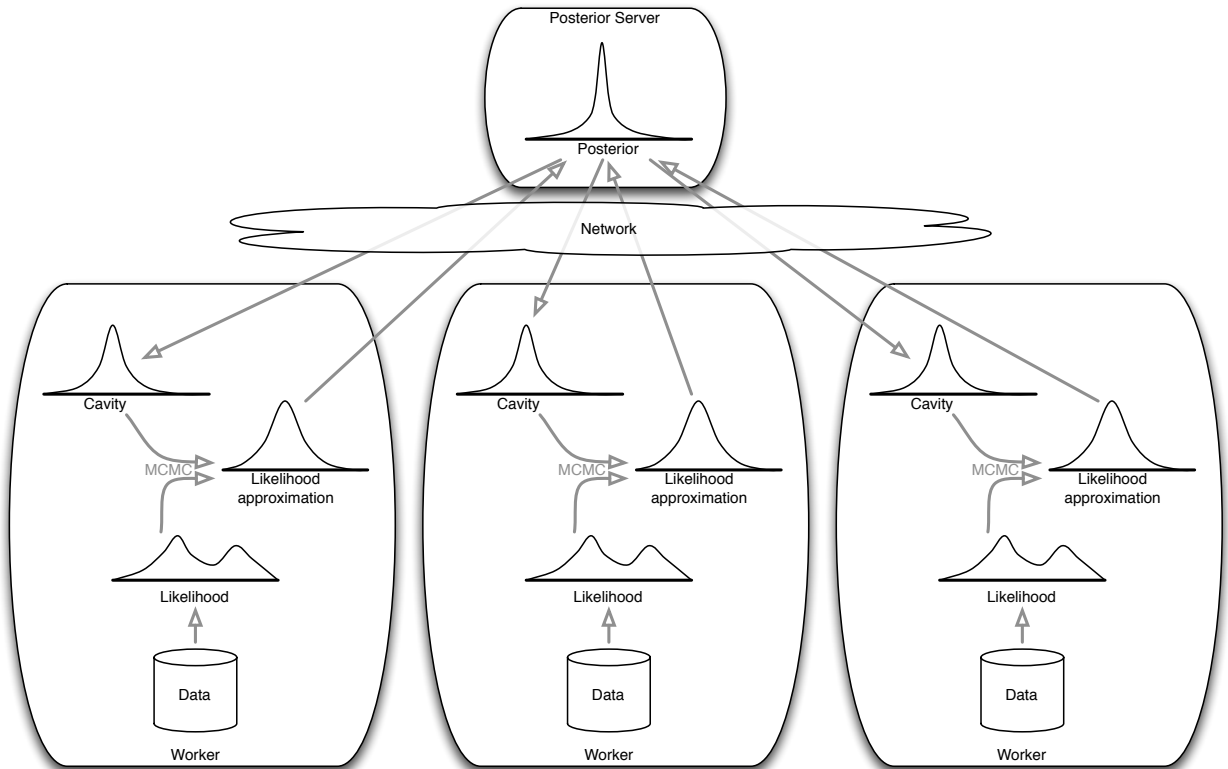 Posterior Server
Posterior
Network
Cavity
MCMC
Likelihood
approximation
Likelihood
Data
Worker
Cavity
MCMC
Likelihood
approximation
Likelihood
Data
Worker
Cavity
MCMC
Likelihood
approximation
Likelihood
Data
Worker